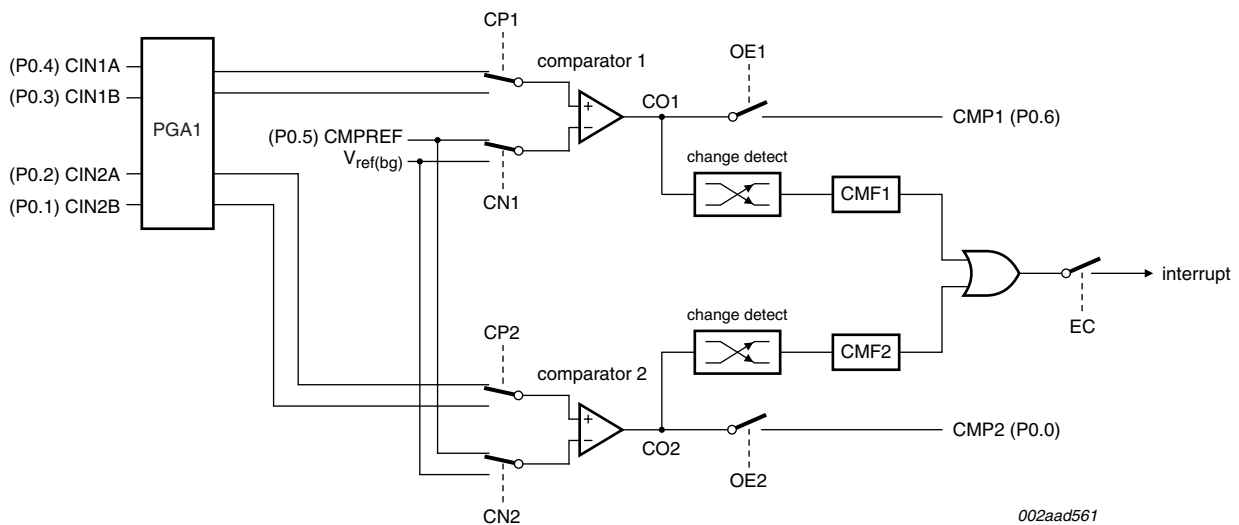 CP1
OE1
(P0.4) CIN1A
(P0.3) CIN1B
PGA1
comparator 1
+
−
CO1
CMP1 (P0.6)
(P0.5) CMPREF
Vref(bg)
CN1
change detect
CMF1
(P0.2) CIN2A
(P0.1) CIN2B
interrupt
EC
CP2
change detect
CMF2
comparator 2
+
−
CO2
CMP2 (P0.0)
OE2
CN2
002aad561